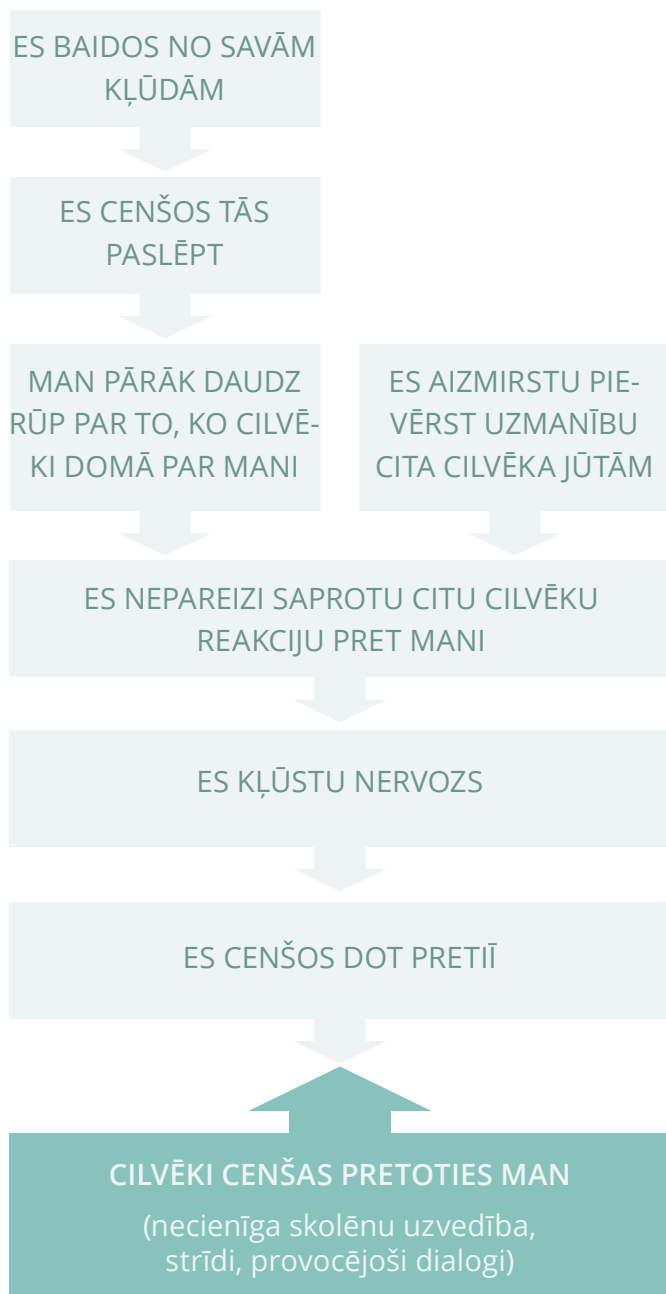 ES BAIDOS NO SAVĀM
KĻŪDĀM
ES CENŠOS TĀS
PASLĒPT
MAN PĀRĀK DAUDZ
RŪP PAR TO, KO CILVĒ-
KI DOMĀ PAR MANI
ES AIZMIRSTU PIE-
VĒRST UZMANĪBU
CITA CILVĒKA JŪTĀM
ES NEPAREIZI SAPROTU CITU CILVĒKU
REAKCIJU PRET MANI
ES KĻŪSTU NERVOZS
ES CENŠOS DOT PRETIĪ
CILVĒKI CENŠAS PRETOTIES MAN
(necienīga skolēnu uzvedība,
strīdi, provocējoši dialogi)